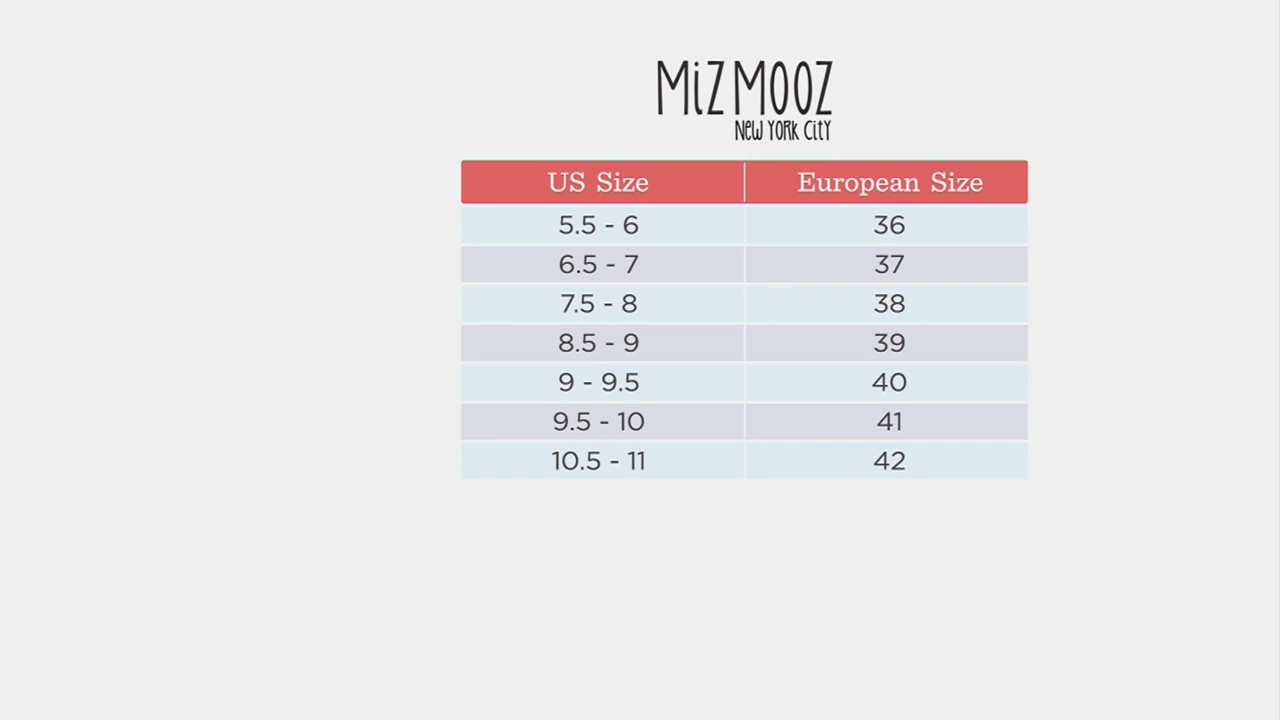 MiZ MOOZ
NeW YORK CiTY
US Size European Size
5.5 - 6 36
6.5 - 7 37
7.5 - 8 38
8.5 - 9 39
9 - 9.5 40
9.5 - 10 41
10.5 - 11 42